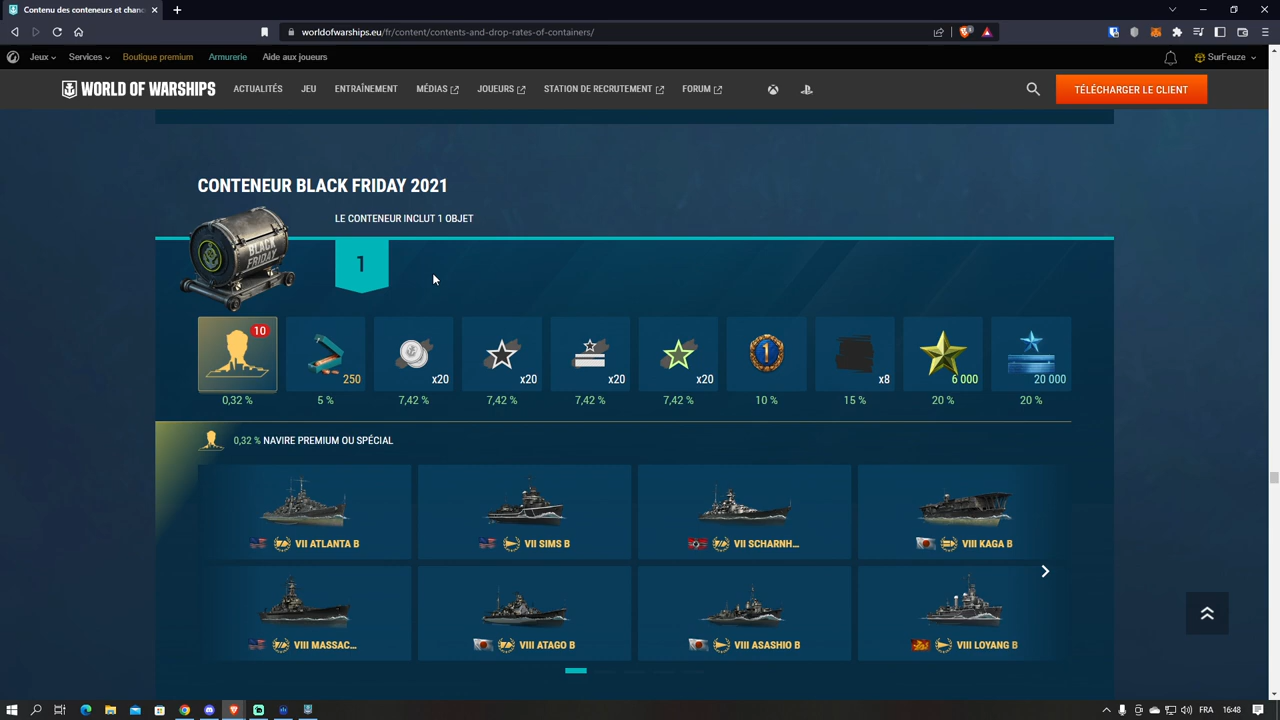 Contenu des conteneurs et chanc
worldofwarships.eu/fr/content/contents-and-drop-rates-of-containers/
Jeux
Services
Boutique premium
Armurerie
Aide aux joueurs
SurFeuze
WORLD OF WARSHIPS
ACTUALITÉS
JEU
ENTRAÎNEMENT
MÉDIAS
JOUEURS
STATION DE RECRUTEMENT
FORUM
TÉLÉCHARGER LE CLIENT
CONTENEUR BLACK FRIDAY 2021
LE CONTENEUR INCLUT 1 OBJET
BLACK
FRIDAY
1
10
250
x20
x20
x20
x20
1
x8
6 000
20 000
0,32 %
5 %
7,42 %
7,42 %
7,42 %
7,42 %
10 %
15 %
20 %
20 %
0,32 % NAVIRE PREMIUM OU SPÉCIAL
VII ATLANTA B
VII SIMS B
VII SCHARNH...
VIII KAGA B
VIII MASSAC...
VIII ATAGO B
VIII ASASHIO B
VIII LOYANG B
FRA
16:48